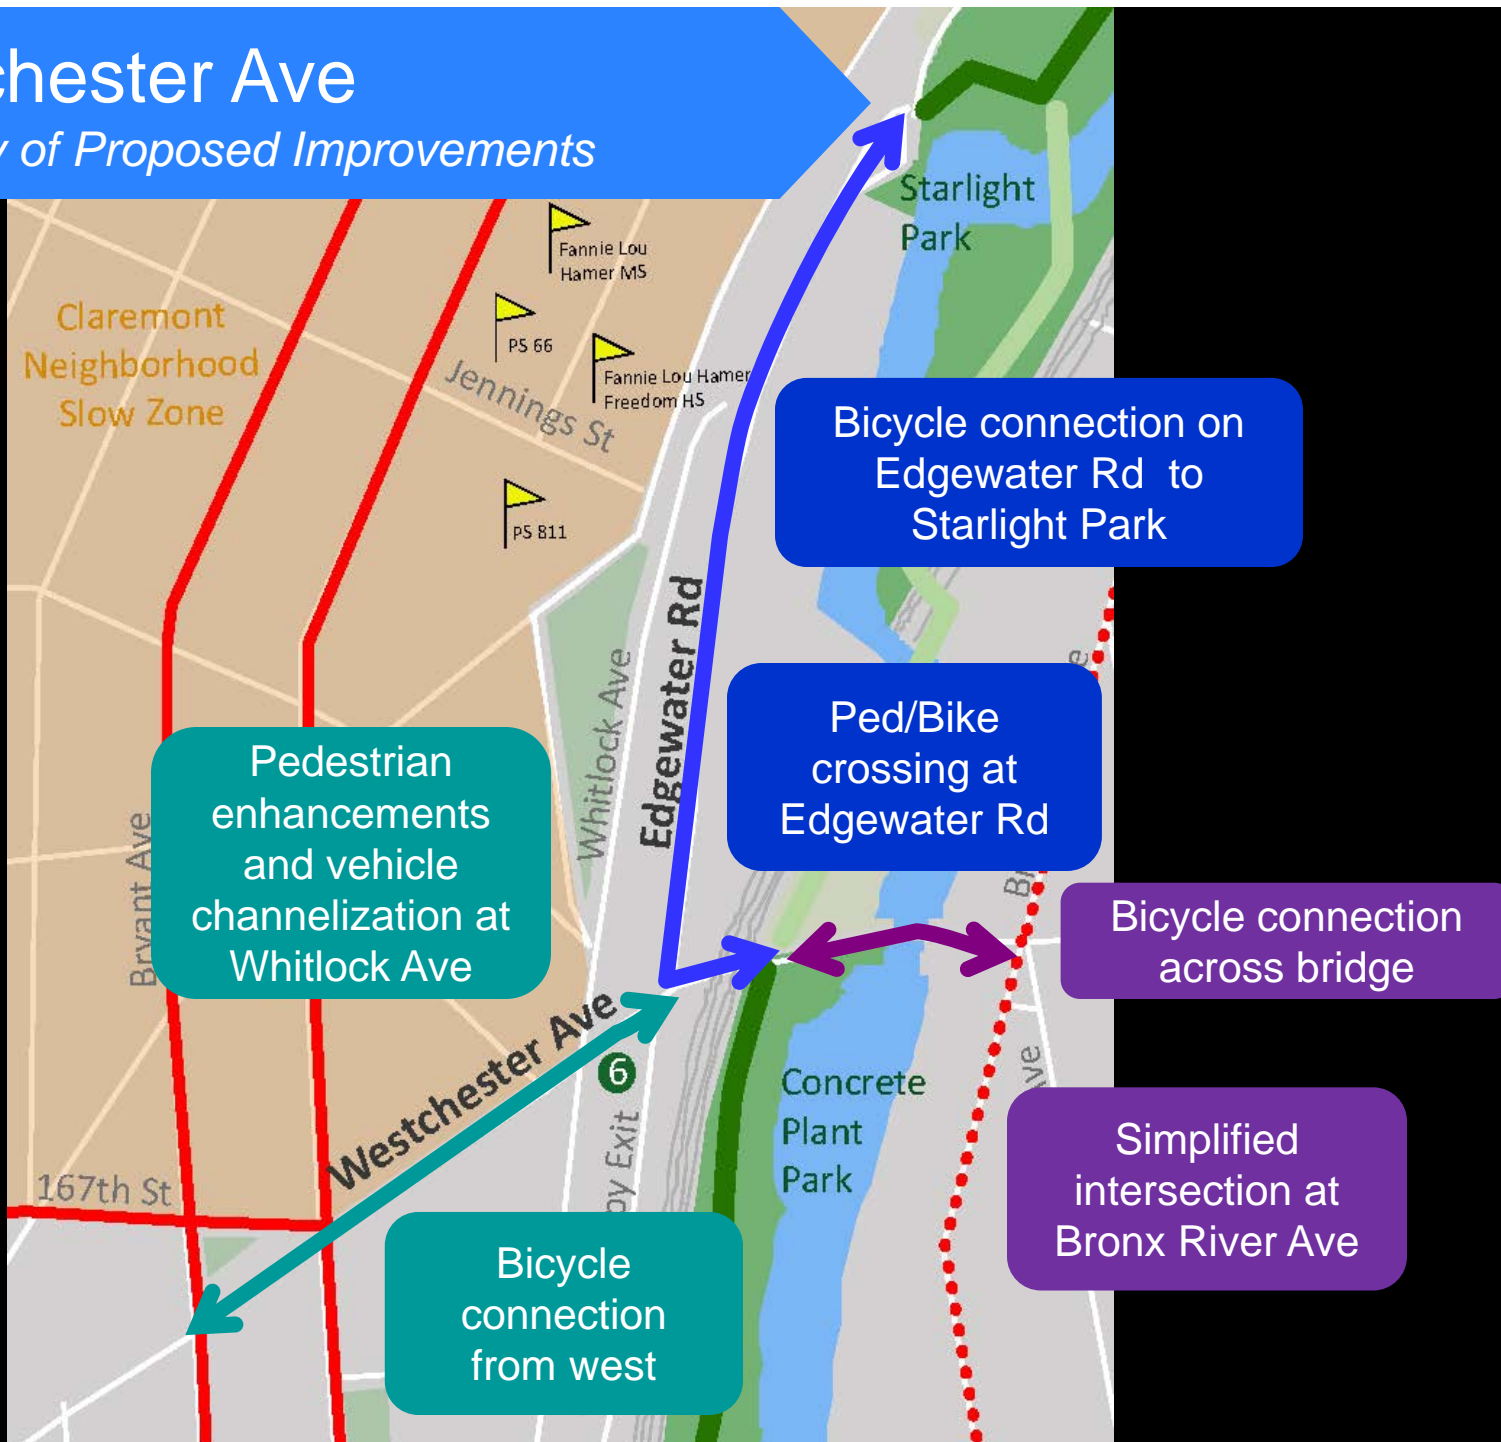 chester Ave
of Proposed Improvements
Starlight
Park
Fannie Lou
Hamer MS
Claremont
Neighborhood
Slow Zone
PS 66
Jennings St
Fannie Lou Hamer
Freedom HS
PS 811
Bicycle connection on
Edgewater Rd to
Starlight Park
Edgewater Rd
Whitlock Ave
Ped/Bike
crossing at
Edgewater Rd
Pedestrian
enhancements
and vehicle
channelization at
Whitlock Ave
Bryant Ave
Bicycle connection
across bridge
Westchester Ave
6
Concrete
Plant
Park
Exit
167th St
Simplified
intersection at
Bronx River Ave
Bicycle
connection
from west